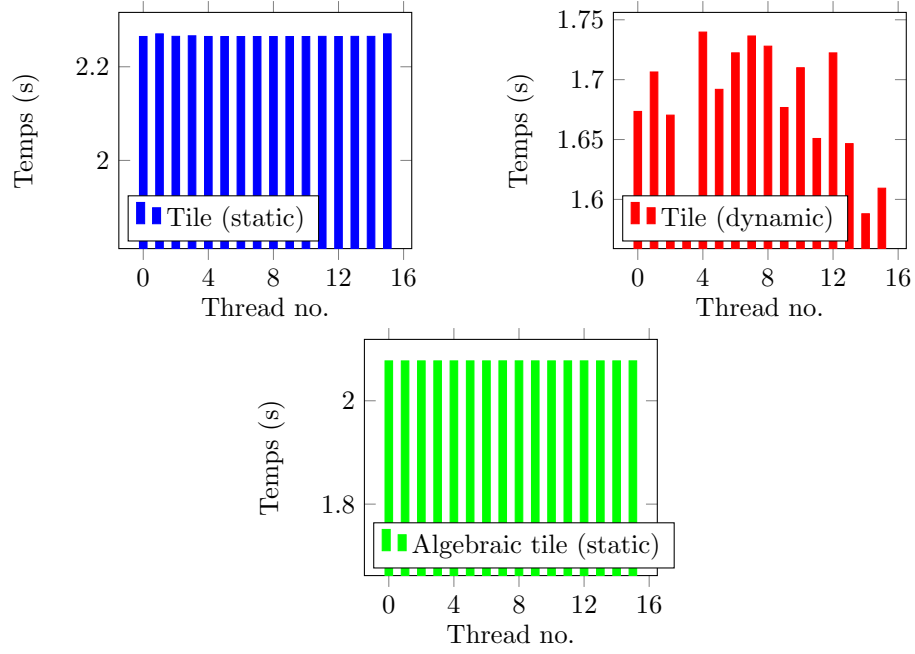 2.2
2
Temps (s)
Tile (static)
0 4 8 12 16
Thread no.
1.75
1.7
1.65
1.6
Temps (s)
Tile (dynamic)
0 4 8 12 16
Thread no.
2
1.8
Temps (s)
Algebraic tile (static)
0 4 8 12 16
Thread no.